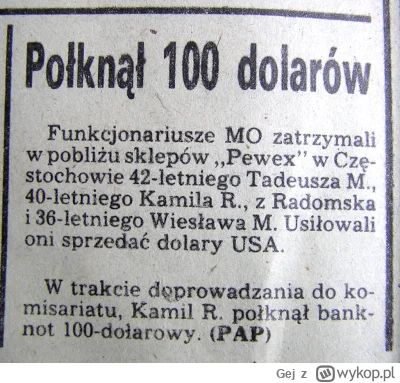 Połknął 100 dolarów
Funkcjonariusze MO zatrzymali
w pobliżu sklepów „Pewex” w Czę-
stochowie 42-letniego Tadeusza M.,
40-letniego Kamila R., z Radomska
i 36-letniego Wiesława M. Usiłowali
oni sprzedać dolary USA.
W trakcie doprowadzania do ko-
misariatu, Kamil R. połknął bank-
not 100-dolarowy. (PAP)
Gej z wykop.pl